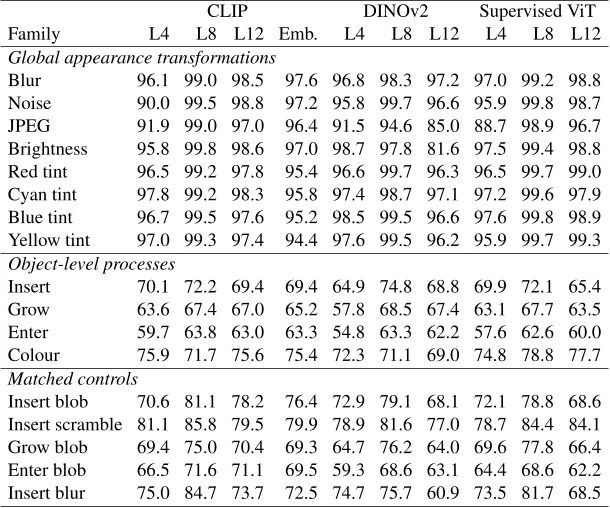 CLIP DINOv2 Supervised ViT
Family L4 L8 L12 Emb. L4 L8 L12 L4 L8 L12
Global appearance transformations
Blur 96.1 99.0 98.5 97.6 96.8 98.3 97.2 97.0 99.2 98.8
Noise 90.0 99.5 98.8 97.2 95.8 99.7 96.6 95.9 99.8 98.7
JPEG 91.9 99.0 97.0 96.4 91.5 94.6 85.0 88.7 98.9 96.7
Brightness 95.8 99.8 98.6 97.0 98.7 97.8 81.6 97.5 99.4 98.8
Red tint 96.5 99.2 97.8 95.4 96.6 99.7 96.3 96.5 99.7 99.0
Cyan tint 97.8 99.2 98.3 95.8 97.4 98.7 97.1 97.2 99.6 97.9
Blue tint 96.7 99.5 97.6 95.2 98.5 99.5 96.6 97.6 99.8 98.9
Yellow tint 97.0 99.3 97.4 94.4 97.6 99.5 96.2 95.9 99.7 99.3
Object-level processes
Insert 70.1 72.2 69.4 69.4 64.9 74.8 68.8 69.9 72.1 65.4
Grow 63.6 67.4 67.0 65.2 57.8 68.5 67.4 63.1 67.7 63.5
Enter 59.7 63.8 63.0 63.3 54.8 63.3 62.2 57.6 62.6 60.0
Colour 75.9 71.7 75.6 75.4 72.3 71.1 69.0 74.8 78.8 77.7
Matched controls
Insert blob 70.6 81.1 78.2 76.4 72.9 79.1 68.1 72.1 78.8 68.6
Insert scramble 81.1 85.8 79.5 79.9 78.9 81.6 77.0 78.7 84.4 84.1
Grow blob 69.4 75.0 70.4 69.3 64.7 76.2 64.0 69.6 77.8 66.4
Enter blob 66.5 71.6 71.1 69.5 59.3 68.6 63.1 64.4 68.6 62.2
Insert blur 75.0 84.7 73.7 72.5 74.7 75.7 60.9 73.5 81.7 68.5